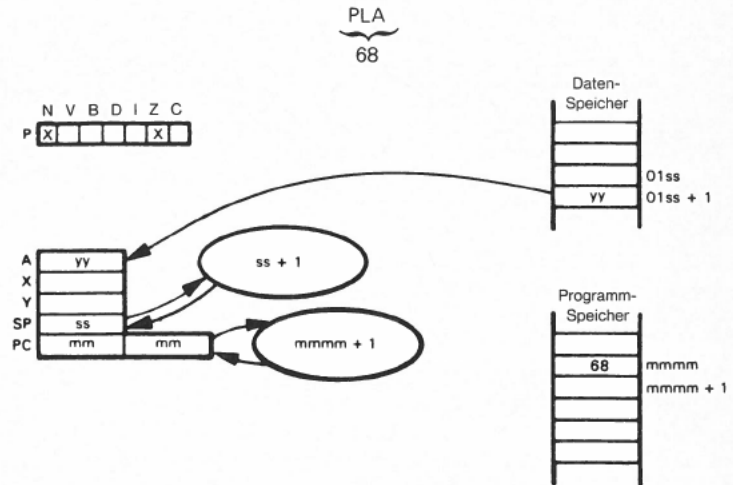 PLA
68
N V B D I Z C
P X X
Daten-
Speicher
01ss
yy 01ss + 1
A yy
X
Y
SP ss
PC mm mm
ss + 1
mmmm + 1
Programm-
Speicher
68 mmmm
mmmm + 1